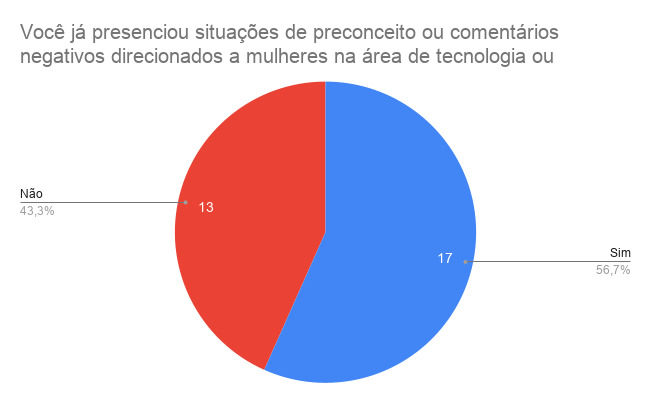 Você já presenciou situações de preconceito ou comentários
negativos direcionados a mulheres na área de tecnologia ou
Não
43,3%
13
17
Sim
56,7%